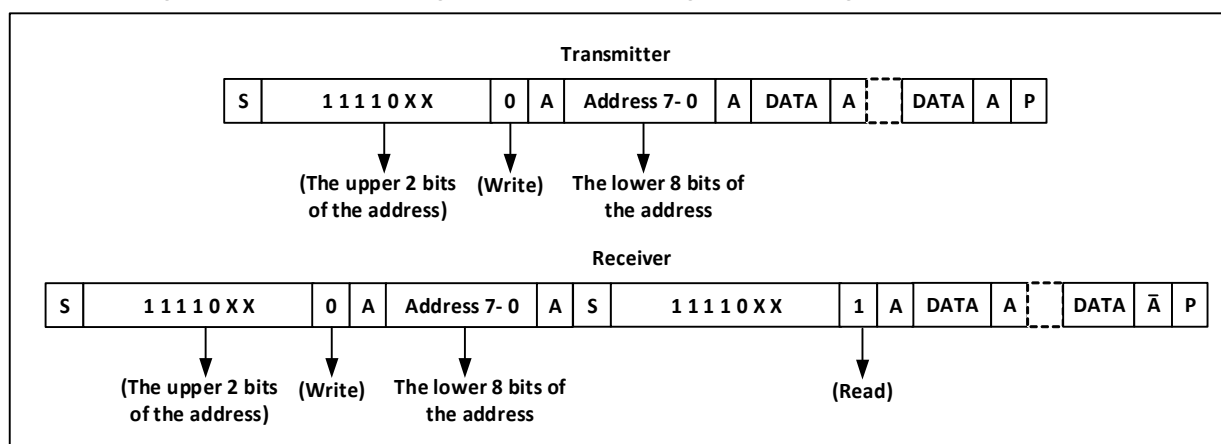 Transmitter
S 1 1 1 1 0 X X 0 A Address 7- 0 A DATA A DATA A P
(The upper 2 bits of the address)
(Write)
The lower 8 bits of the address
Receiver
S 1 1 1 1 0 X X 0 A Address 7- 0 A S 1 1 1 1 0 X X 1 A DATA A DATA Ā P
(The upper 2 bits of the address)
(Write)
The lower 8 bits of the address
(Read)